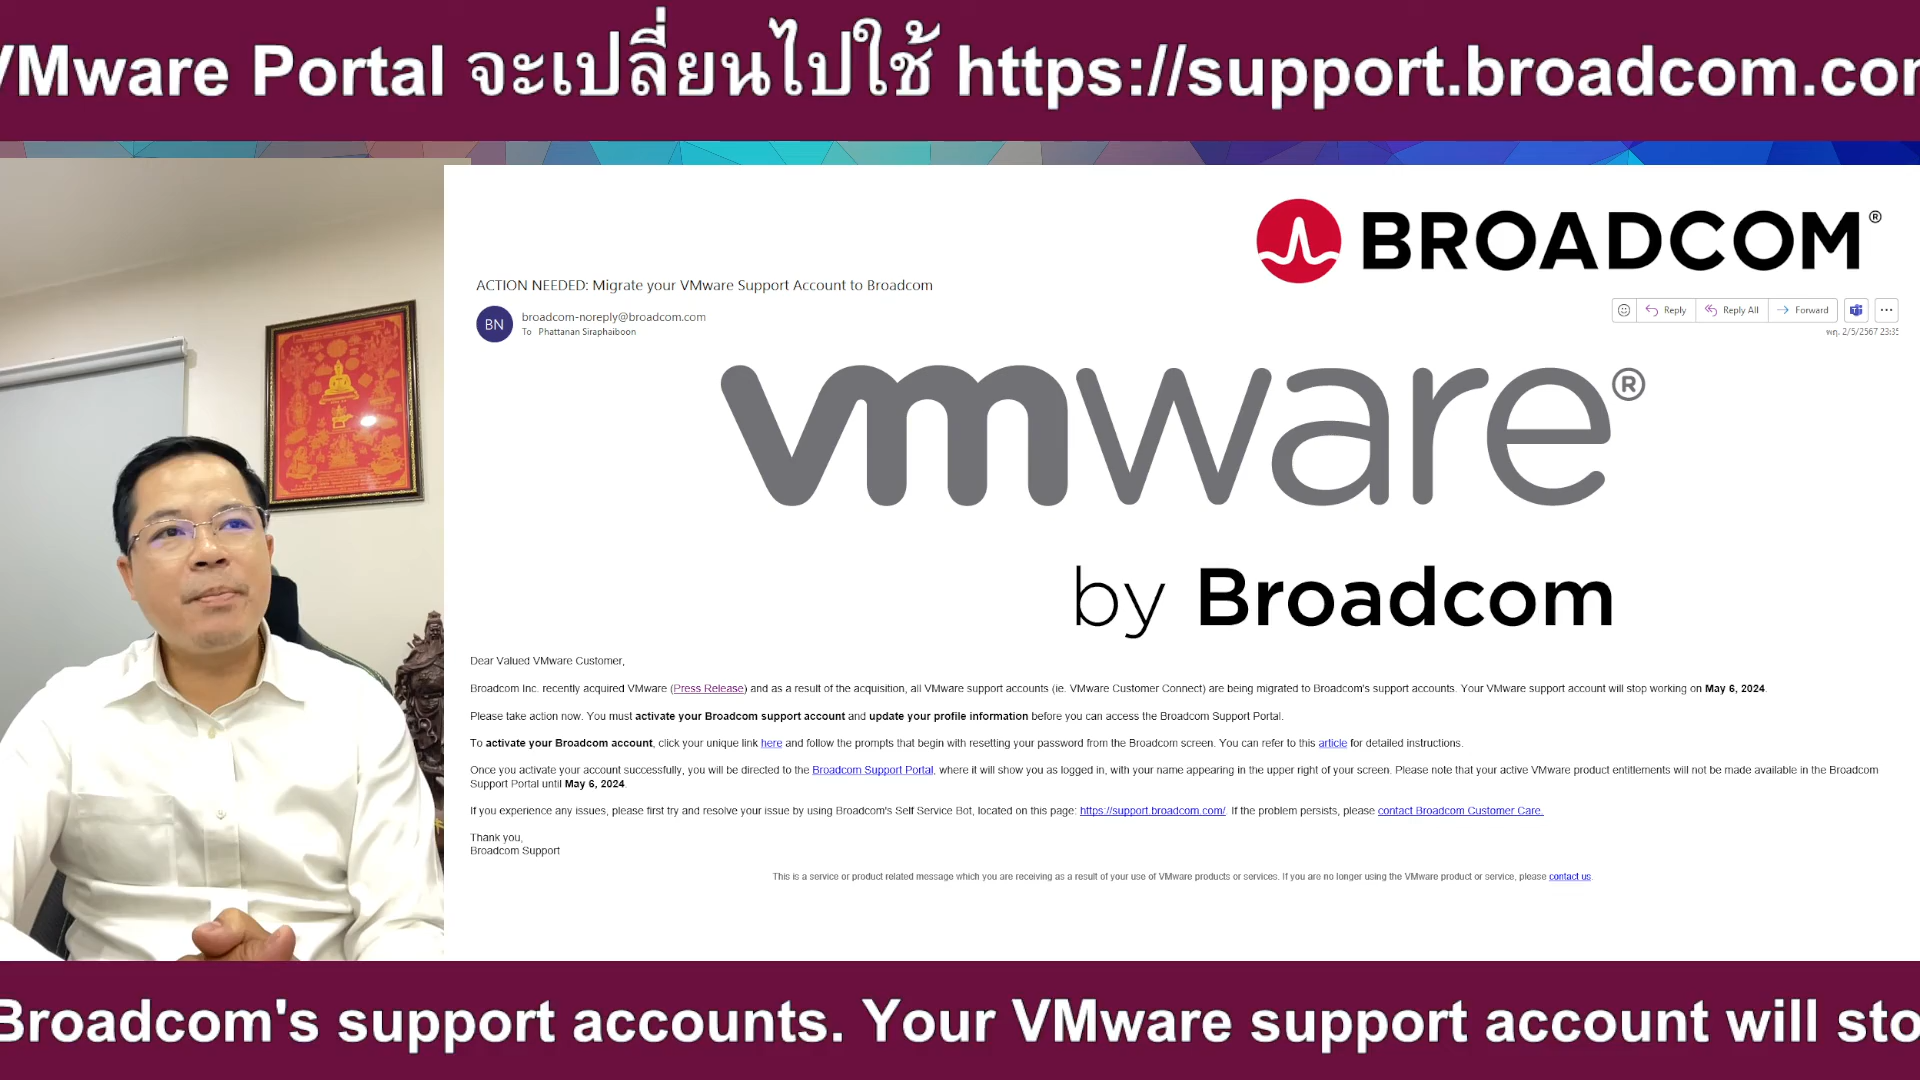 VMware Portal จะเปลี่ยนไปใช้ https://support.broadcom.com
BROADCOM®
ACTION NEEDED: Migrate your VMware Support Account to Broadcom
BN
broadcom-noreply@broadcom.com
To Phattanan Siraphaiboon
Reply Reply All Forward
พฤ. 2/5/2567 23:35
vmware®
by Broadcom
Dear Valued VMware Customer,
Broadcom Inc. recently acquired VMware (Press Release) and as a result of the acquisition, all VMware support accounts (ie. VMware Customer Connect) are being migrated to Broadcom's support accounts. Your VMware support account will stop working on May 6, 2024.
Please take action now. You must activate your Broadcom support account and update your profile information before you can access the Broadcom Support Portal.
To activate your Broadcom account, click your unique link here and follow the prompts that begin with resetting your password from the Broadcom screen. You can refer to this article for detailed instructions.
Once you activate your account successfully, you will be directed to the Broadcom Support Portal, where it will show you as logged in, with your name appearing in the upper right of your screen. Please note that your active VMware product entitlements will not be made available in the Broadcom
Support Portal until May 6, 2024.
If you experience any issues, please first try and resolve your issue by using Broadcom's Self Service Bot, located on this page: https://support.broadcom.com/. If the problem persists, please contact Broadcom Customer Care.
Thank you,
Broadcom Support
This is a service or product related message which you are receiving as a result of your use of VMware products or services. If you are no longer using the VMware product or service, please contact us.
Broadcom's support accounts. Your VMware support account will sto